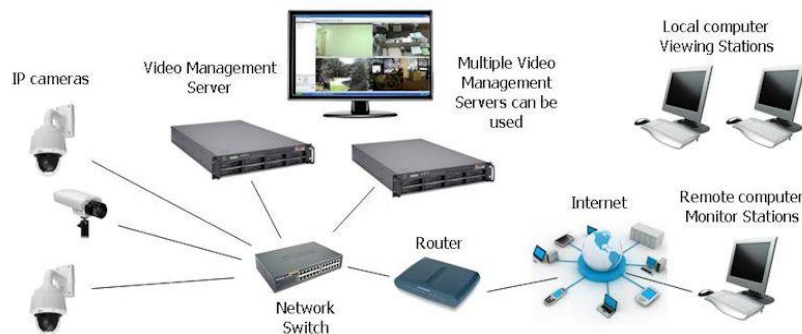 IP cameras
Video Management
Server
Multiple Video
Management
Servers can be
used
Local computer
Viewing Stations
Internet
Remote computer
Monitor Stations
Router
Network
Switch